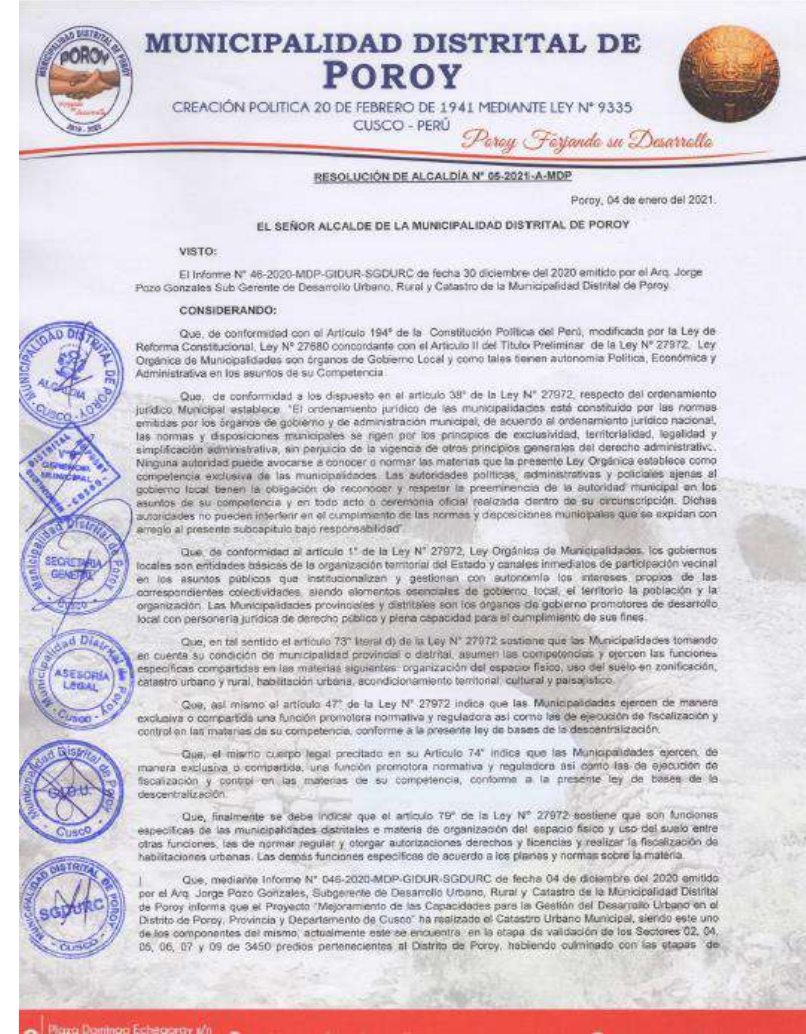 MUNICIPALIDAD DISTRITAL DE
POROY
CREACIÓN POLITICA 20 DE FEBRERO DE 1941 MEDIANTE LEY N° 9335
CUSCO - PERÚ
Poroy Forjando su Desarrollo
RESOLUCIÓN DE ALCALDÍA N° 05-2021-A-MDP
Poroy, 04 de enero del 2021.
EL SEÑOR ALCALDE DE LA MUNICIPALIDAD DISTRITAL DE POROY
VISTO:
El Informe N° 46-2020-MDP-GIDUR-SGDURC de fecha 30 diciembre del 2020 emitido por el Arq. Jorge
Pozo Gonzales Sub Gerente de Desarrollo Urbano, Rural y Catastro de la Municipalidad Distrital de Poroy.
CONSIDERANDO:
Que, de conformidad con el Artículo 194° de la Constitución Política del Perú, modificada por la Ley de
Reforma Constitucional, Ley N° 27680 concordante con el Artículo II del Título Preliminar de la Ley N° 27972, Ley
Orgánica de Municipalidades son órganos de Gobierno Local y como tales tienen autonomía Política, Económica y
Administrativa en los asuntos de su Competencia.
Que, de conformidad a los dispuesto en el artículo 38° de la Ley N° 27972, respecto del ordenamiento
jurídico Municipal establece: "El ordenamiento jurídico de las municipalidades está constituido por las normas
emitidas por los órganos de gobierno y de administración municipal, de acuerdo al ordenamiento jurídico nacional,
las normas y disposiciones municipales se rigen por los principios de exclusividad, territorialidad, legalidad y
simplificación administrativa, sin perjuicio de la vigencia de otros principios generales del derecho administrativo.
Ninguna autoridad puede avocarse a conocer o normar las materias que la presente Ley Orgánica establece como
competencia exclusiva de las municipalidades. Las autoridades políticas, administrativas y policiales ajenas al
gobierno local tienen la obligación de reconocer y respetar la preeminencia de la autoridad municipal en los
asuntos de su competencia y en todo acto o ceremonia oficial realizada dentro de su circunscripción. Dichas
autoridades no pueden interferir en el cumplimiento de las normas y disposiciones municipales que se expidan con
arreglo al presente subcapítulo bajo responsabilidad".
Que, de conformidad al artículo 1° de la Ley N° 27972, Ley Orgánica de Municipalidades, los gobiernos
locales son entidades básicas de la organización territorial del Estado y canales inmediatos de participación vecinal
en los asuntos públicos que institucionalizan y gestionan con autonomía los intereses propios de las
correspondientes colectividades, siendo elementos esenciales de gobierno local, el territorio la población y la
organización. Las Municipalidades provinciales y distritales son los órganos de gobierno promotores de desarrollo
local con personería jurídica de derecho público y plena capacidad para el cumplimiento de sus fines.
Que, en tal sentido el artículo 73° literal d) de la Ley N° 27972 sostiene que las Municipalidades tomando
en cuenta su condición de municipalidad provincial o distrital, asumen las competencias y ejercen las funciones
específicas compartidas en las materias siguientes: organización del espacio físico, uso del suelo en zonificación,
catastro urbano y rural, habilitación urbana, acondicionamiento territorial, cultural y paisajístico.
Que, así mismo el artículo 47° de la Ley N° 27972 indica que las Municipalidades ejercen de manera
exclusiva o compartida una función promotora normativa y reguladora así como las de ejecución de fiscalización y
control en las materias de su competencia, conforme a la presente ley de bases de la descentralización.
Que, el mismo cuerpo legal precitado en su Artículo 74° indica que las Municipalidades ejercen, de
manera exclusiva o compartida, una función promotora normativa y reguladora así como las de ejecución de
fiscalización y control en las materias de su competencia, conforme a la presente ley de bases de la
descentralización.
Que, finalmente se debe indicar que el artículo 79° de la Ley N° 27972 sostiene que son funciones
específicas de las municipalidades distritales e materia de organización del espacio físico y uso del suelo entre
otras funciones, las de normar regular y otorgar autorizaciones derechos y licencias y realizar la fiscalización de
habilitaciones urbanas. Las demás funciones específicas de acuerdo a los planes y normas sobre la materia.
Que, mediante Informe N° 046-2020-MDP-GIDUR-SGDURC de fecha 04 de diciembre del 2020 emitido
por el Arq. Jorge Pozo Gonzales, Subgerente de Desarrollo Urbano, Rural y Catastro de la Municipalidad Distrital
de Poroy informa que el Proyecto "Mejoramiento de las Capacidades para la Gestión del Desarrollo Urbano en el
Distrito de Poroy, Provincia y Departamento de Cusco" ha realizado el Catastro Urbano Municipal, siendo este uno
de los componentes del mismo, actualmente este se encuentra en la etapa de validación de los Sectores 02, 04,
05, 06, 07 y 09 de 3450 predios pertenecientes al Distrito de Poroy, habiendo culminado con las etapas de
MUNICIPALIDAD DISTRITAL DE POROY
POROY
2019 - 2022
ALCALDIA
CUSCO
GERENCIA
MUNICIPAL
Municipalidad Distrital de Poroy
SECRETARIA
GENERAL
Cusco
Municipalidad Distrital de Poroy
ASESORÍA
LEGAL
Cusco
Municipalidad Distrital de Poroy
Cusco
SGDURC
CUSCO
Plaza Domingo Echegaray s/n